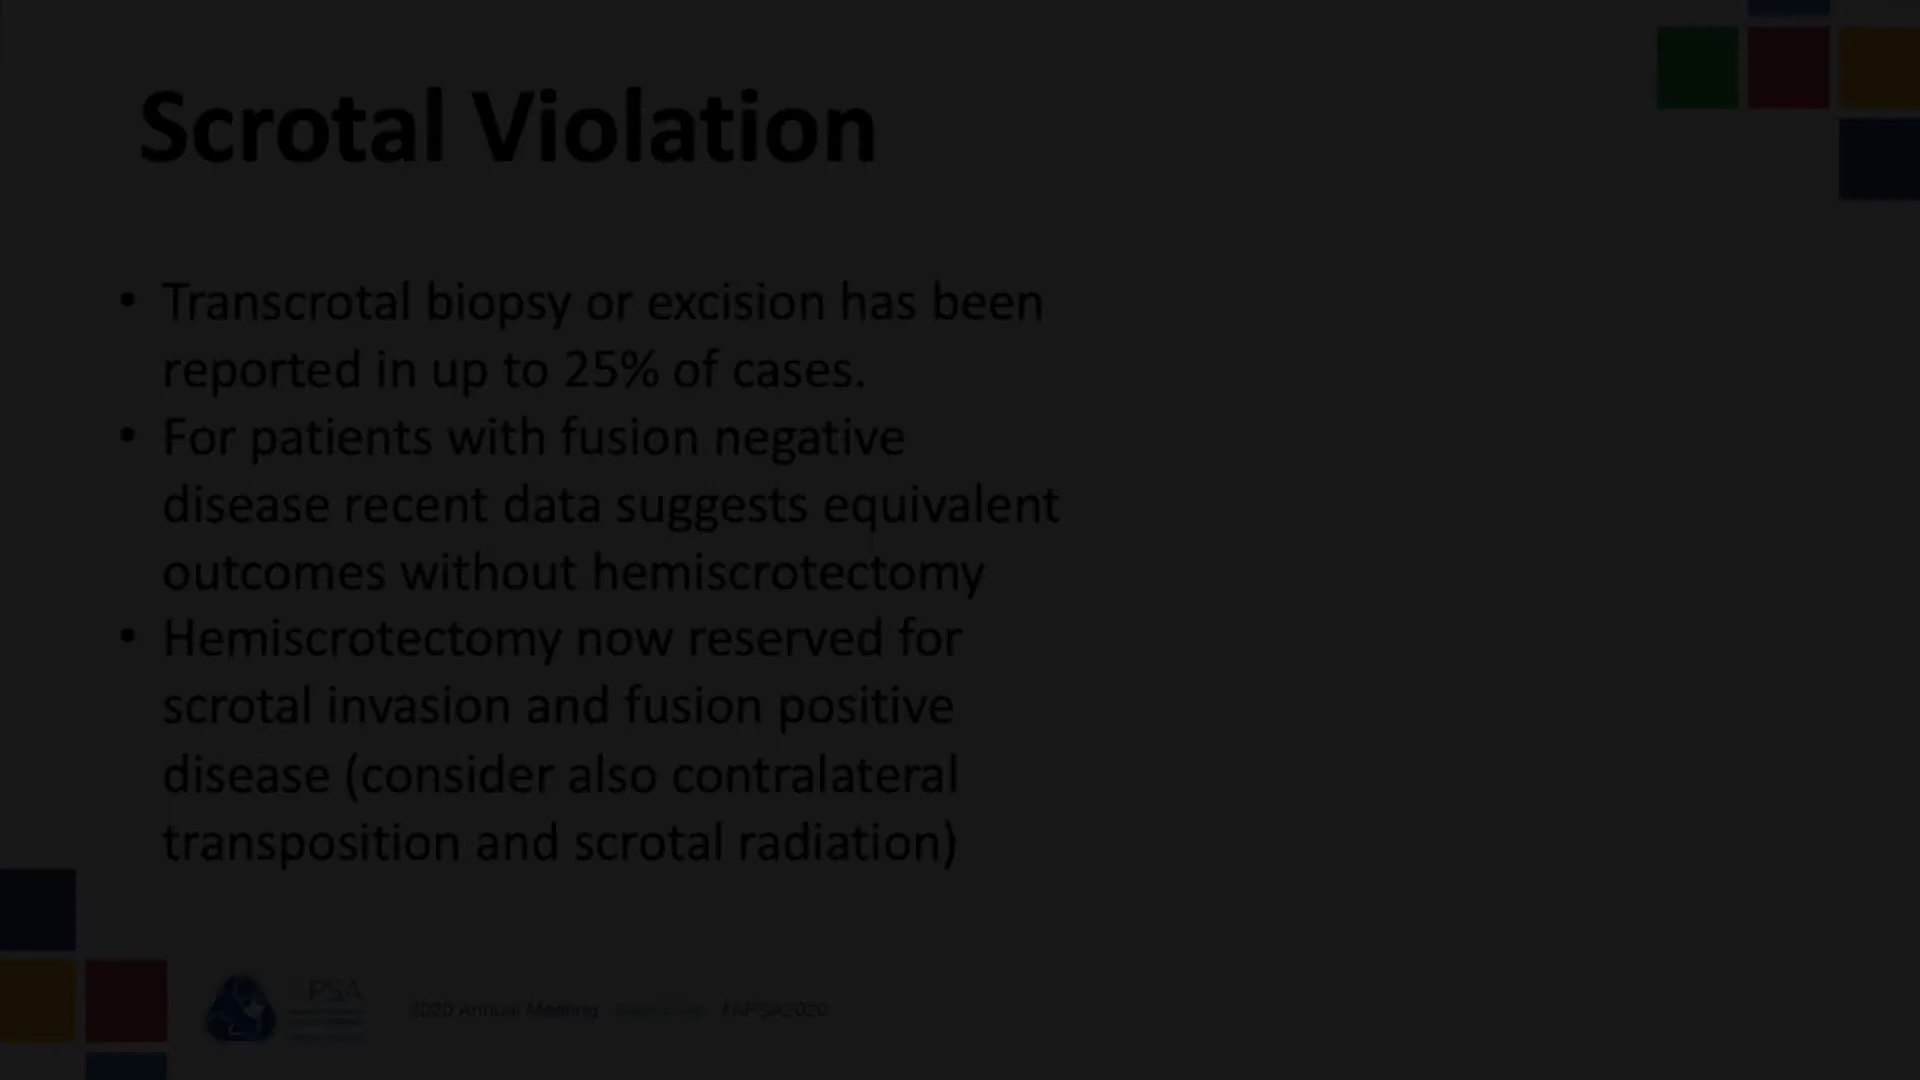 Scrotal Violation
• Transcrotal biopsy or excision has been
reported in up to 25% of cases.
• For patients with fusion negative
disease recent data suggests equivalent
outcomes without hemiscrotectomy
• Hemiscrotectomy now reserved for
scrotal invasion and fusion positive
disease (consider also contralateral
transposition and scrotal radiation)
2020 Annual Meeting #APSA2020